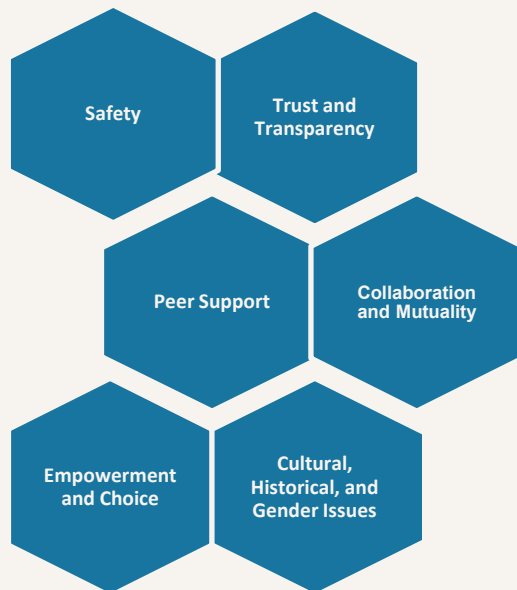 Safety
Trust and
Transparency
Peer Support
Collaboration
and Mutuality
Empowerment
and Choice
Cultural,
Historical, and
Gender Issues